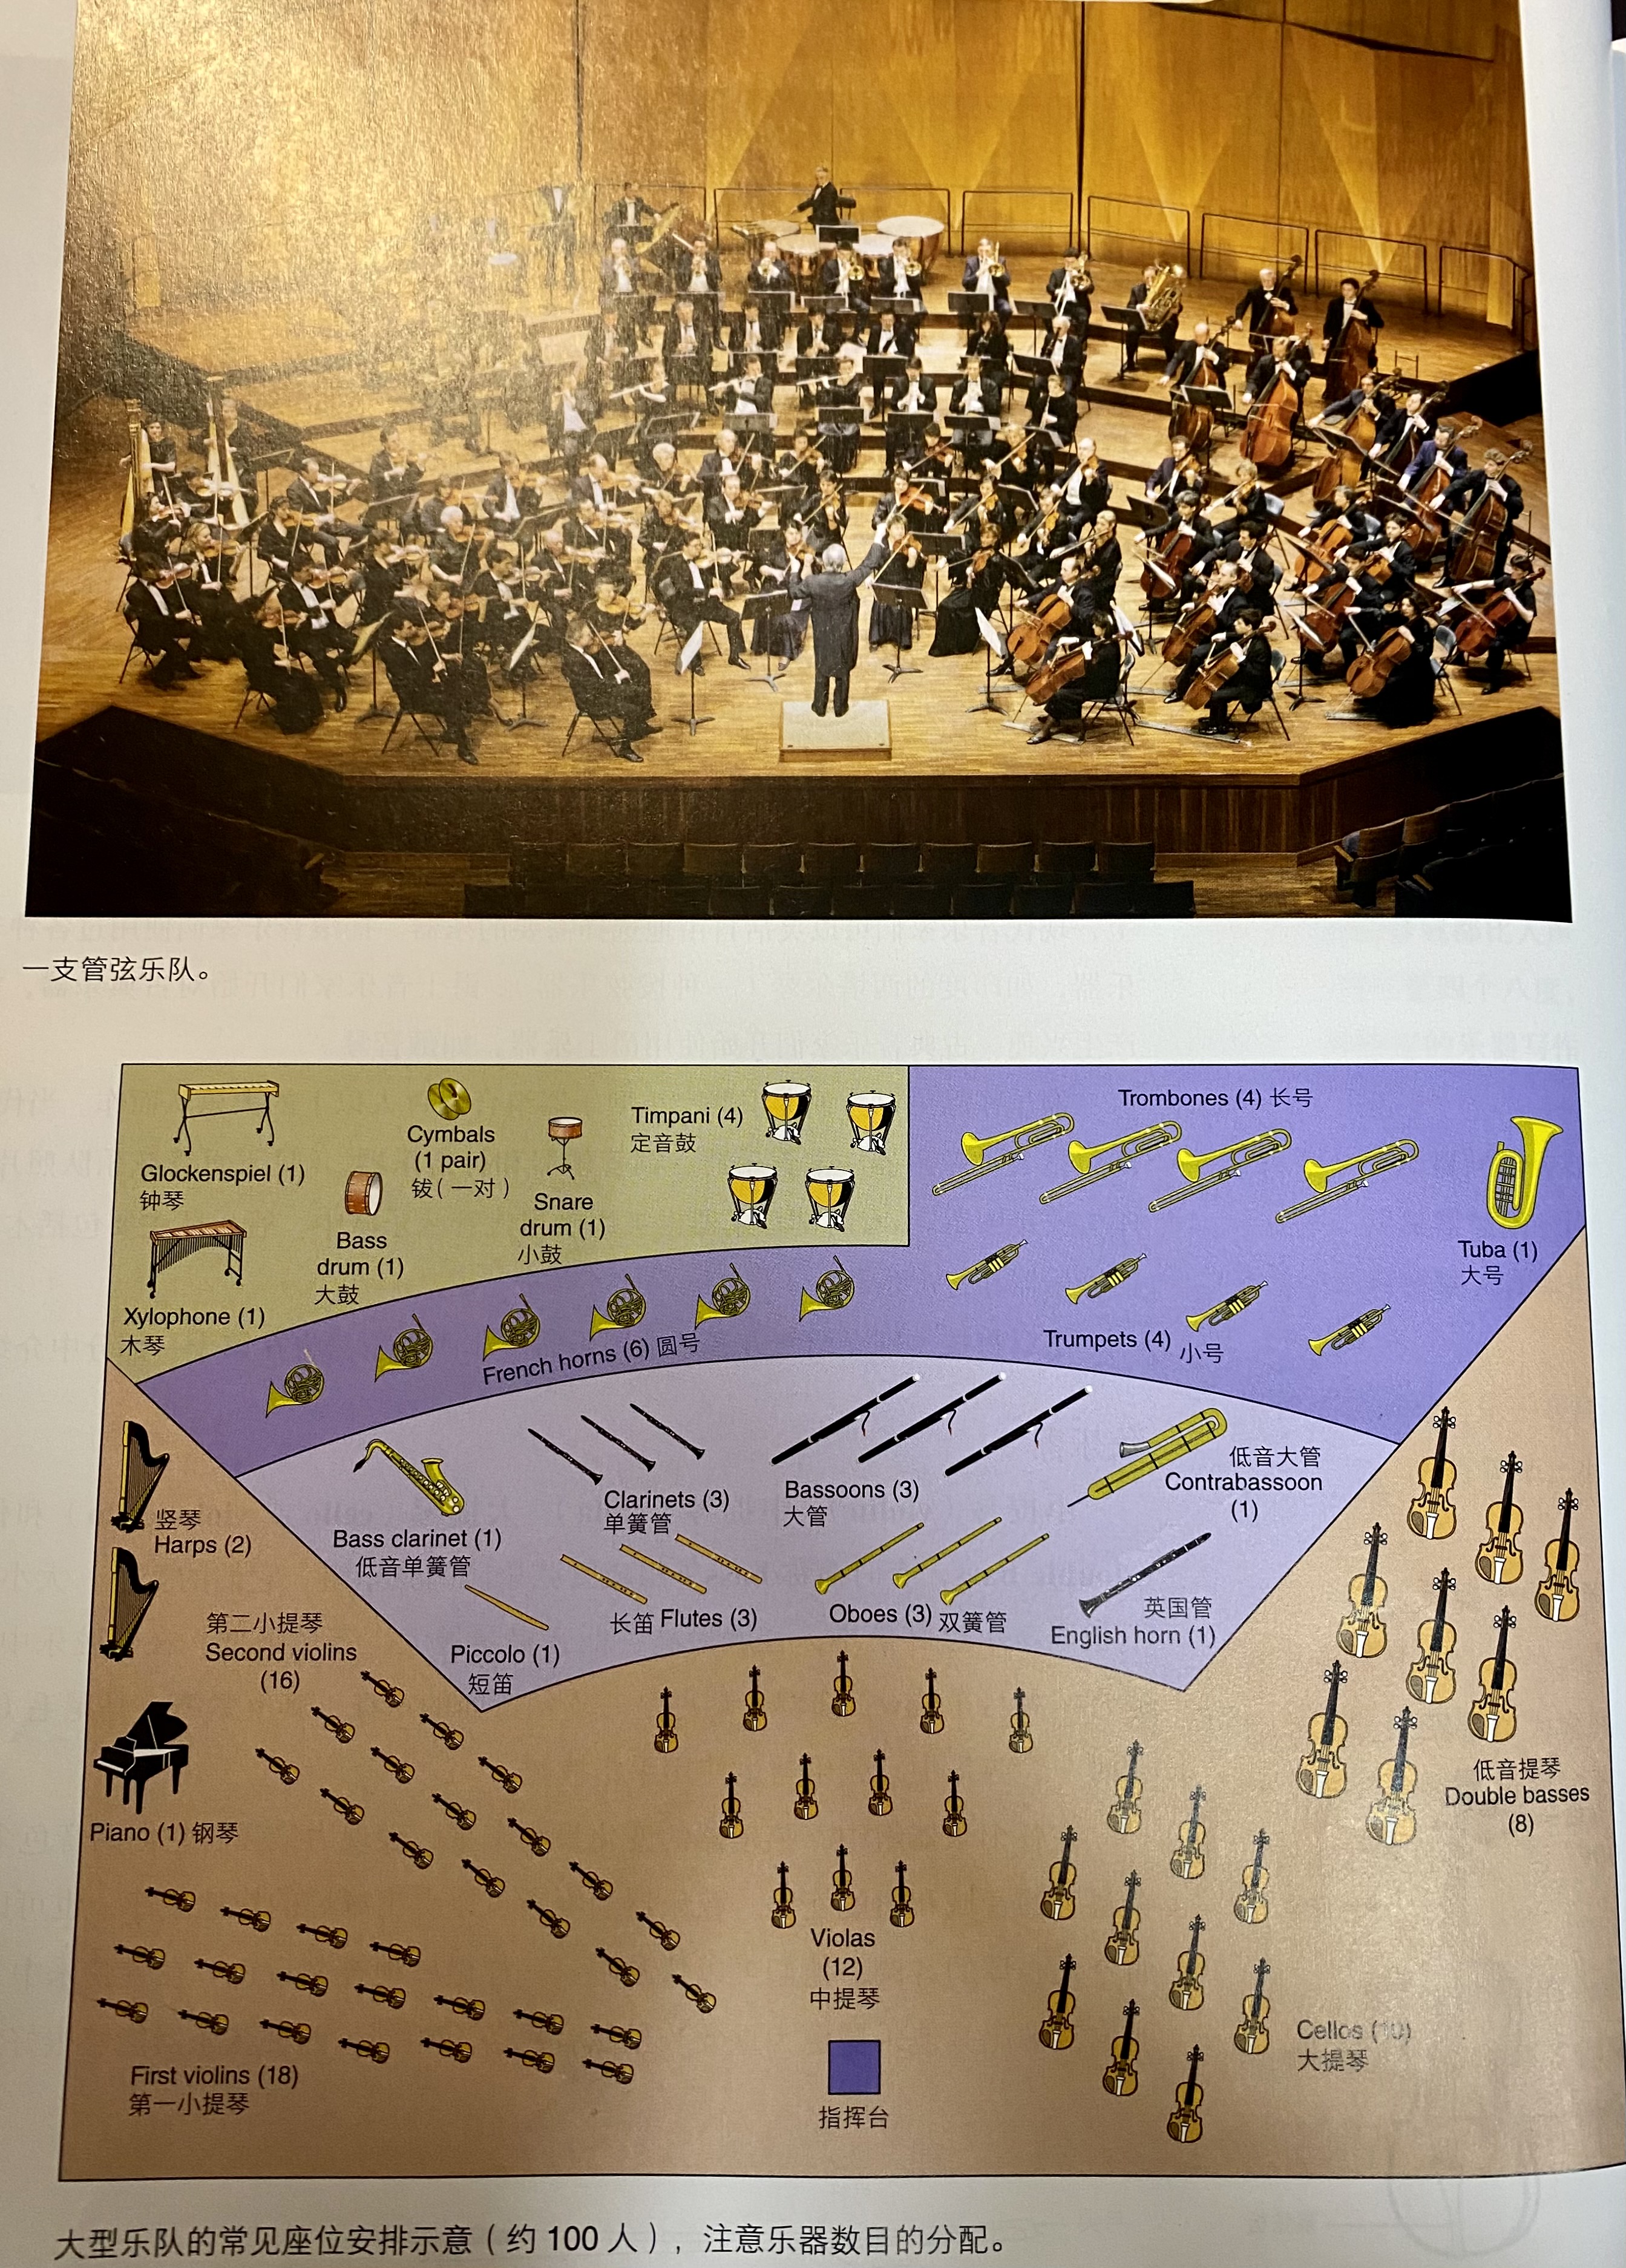 一支管弦乐队。
Glockenspiel (1)
钟琴
Cymbals
(1 pair)
钹(一对)
Timpani (4)
定音鼓
Snare
drum (1)
小鼓
Bass
drum (1)
大鼓
Xylophone (1)
木琴
Trombones (4) 长号
Tuba (1)
大号
French horns (6) 圆号
Trumpets (4) 小号
竖琴
Harps (2)
Bass clarinet (1)
低音单簧管
Clarinets (3)
单簧管
Bassoons (3)
大管
低音大管
Contrabassoon
(1)
Piccolo (1)
短笛
长笛 Flutes (3)
Oboes (3) 双簧管
英国管
English horn (1)
第二小提琴
Second violins
(16)
Piano (1) 钢琴
低音提琴
Double basses
(8)
Violas
(12)
中提琴
Cellos (10)
大提琴
First violins (18)
第一小提琴
指挥台
大型乐队的常见座位安排示意(约 100 人),注意乐器数目的分配。